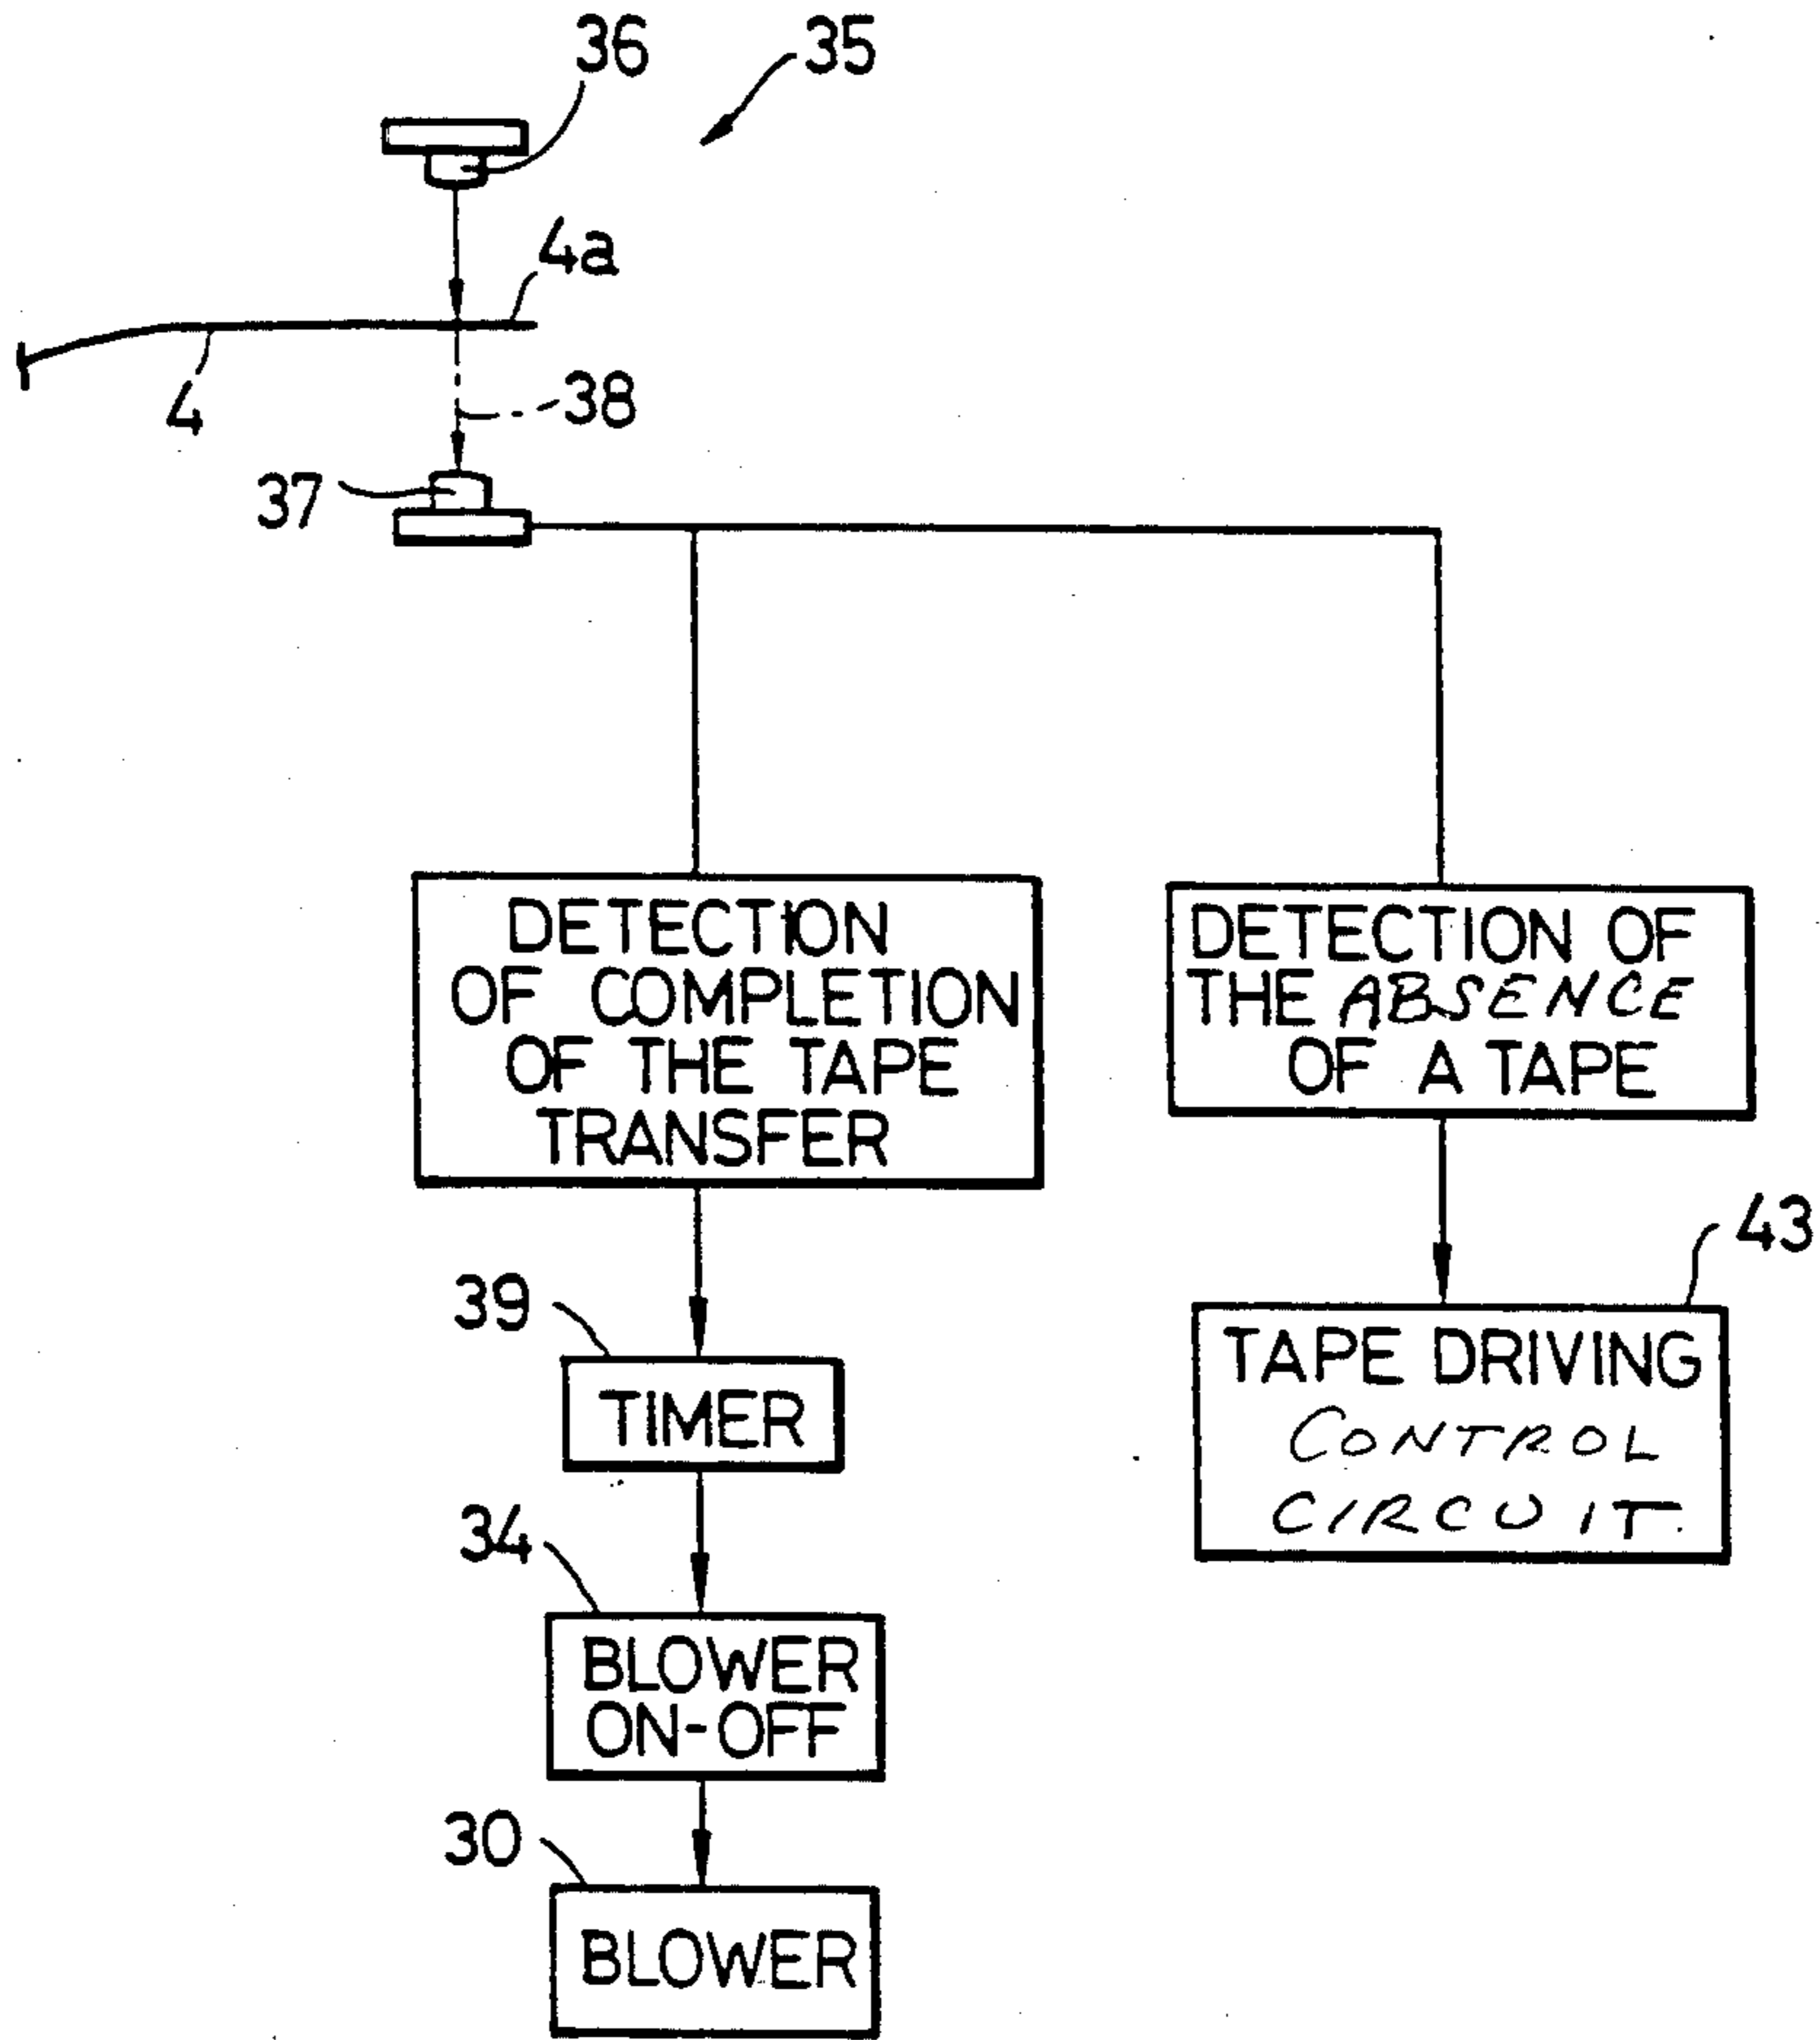 36
35
4a
4
38
37
DETECTION
OF COMPLETION
OF THE TAPE
TRANSFER
DETECTION OF
THE ABSENCE
OF A TAPE
43
39
TIMER
TAPE DRIVING
CONTROL
CIRCUIT.
34
BLOWER
ON-OFF
30
BLOWER